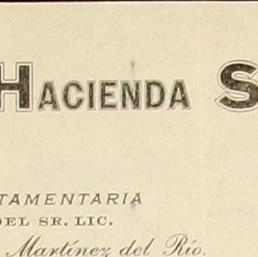 HACIENDA S
TAMENTARIA
DEL SR. LIC.
Martínez del Río.